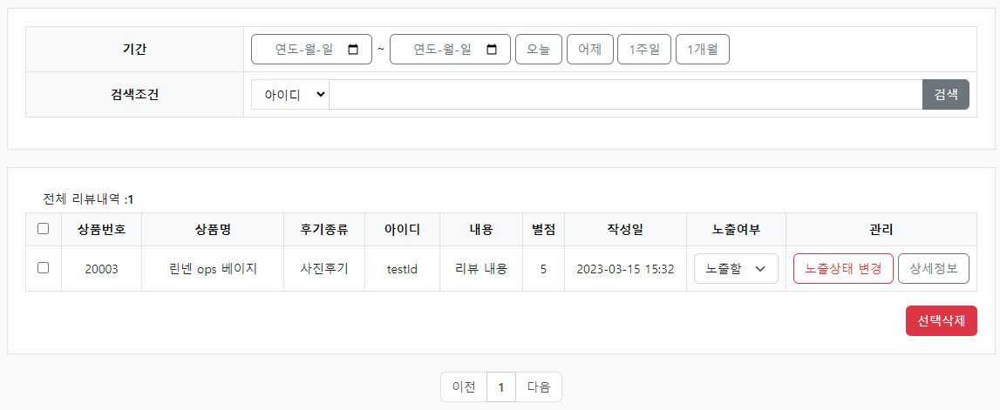 기간 연도-월-일 ~ 연도-월-일 오늘 어제 1주일 1개월
검색조건 아이디 검색
전체 리뷰내역 :1
상품번호 상품명 후기종류 아이디 내용 별점 작성일 노출여부 관리
20003 린넨 ops 베이지 사진후기 testId 리뷰 내용 5 2023-03-15 15:32 노출함 노출상태 변경 상세정보
선택삭제
이전 1 다음